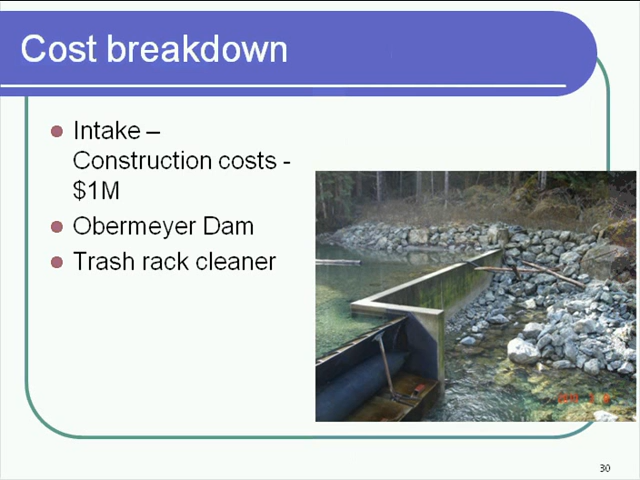 Cost breakdown
Intake –
Construction costs -
$1M
Obermeyer Dam
Trash rack cleaner
30